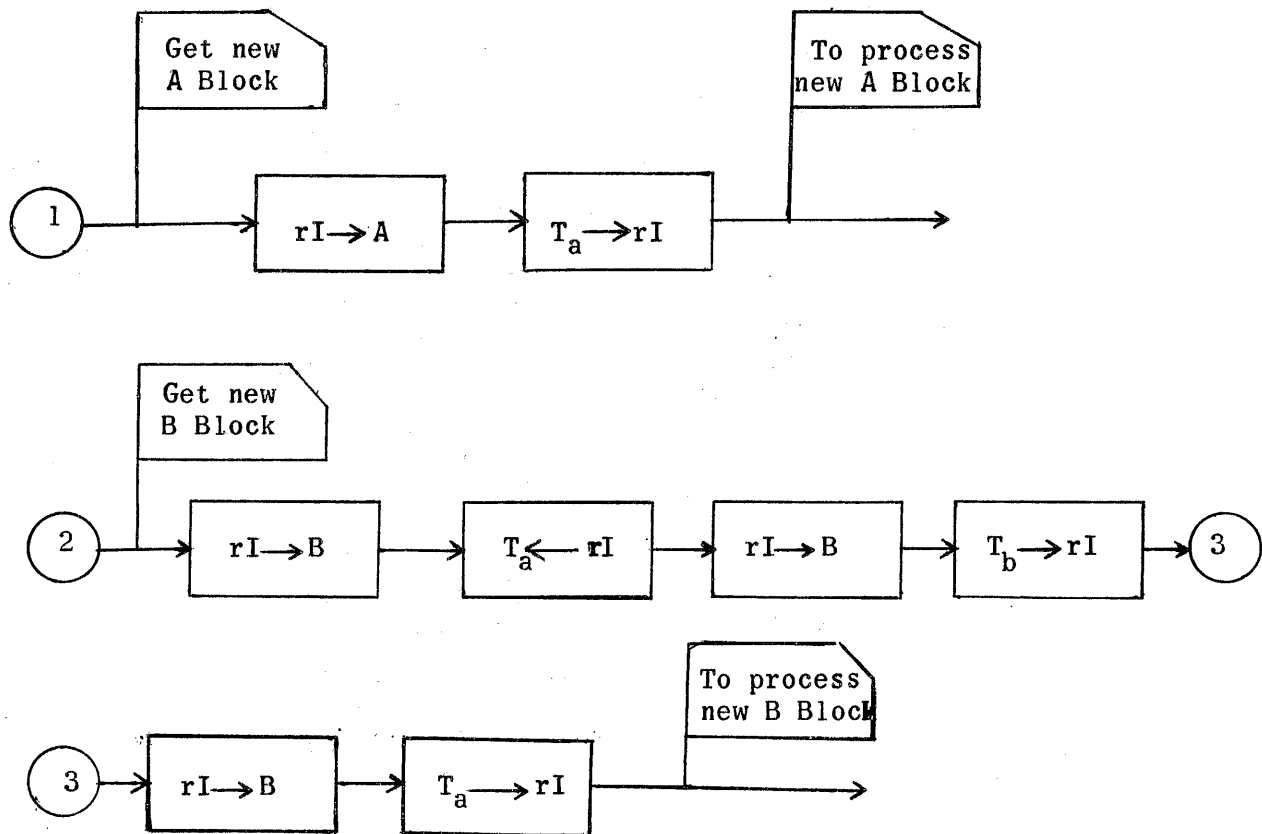 Get new
A Block
To process
new A Block
1
rI→A
Tₐ→rI
Get new
B Block
2
rI→B
Tₐ←rI
rI→B
T_b→rI
3
To process
new B Block
3
rI→B
Tₐ→rI